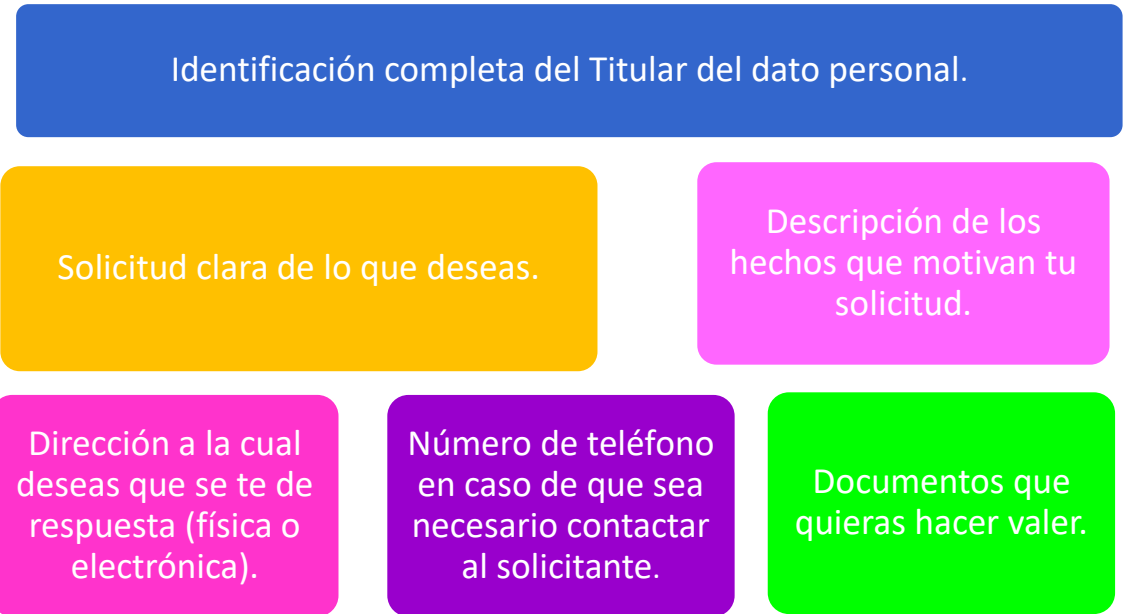 Identificación completa del Titular del dato personal.
Solicitud clara de lo que deseas.
Descripción de los
hechos que motivan tu
solicitud.
Dirección a la cual
deseas que se te de
respuesta (física o
electrónica).
Número de teléfono
en caso de que sea
necesario contactar
al solicitante.
Documentos que
quieras hacer valer.